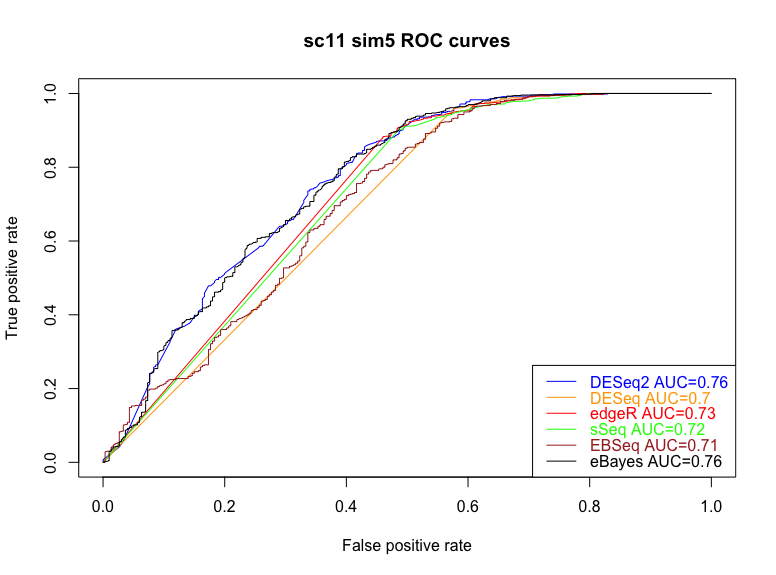 sc11 sim5 ROC curves
True positive rate
1.0
0.8
0.6
0.4
0.2
0.0
DESeq2 AUC=0.76
DESeq AUC=0.7
edgeR AUC=0.73
sSeq AUC=0.72
EBSeq AUC=0.71
eBayes AUC=0.76
0.0 0.2 0.4 0.6 0.8 1.0
False positive rate